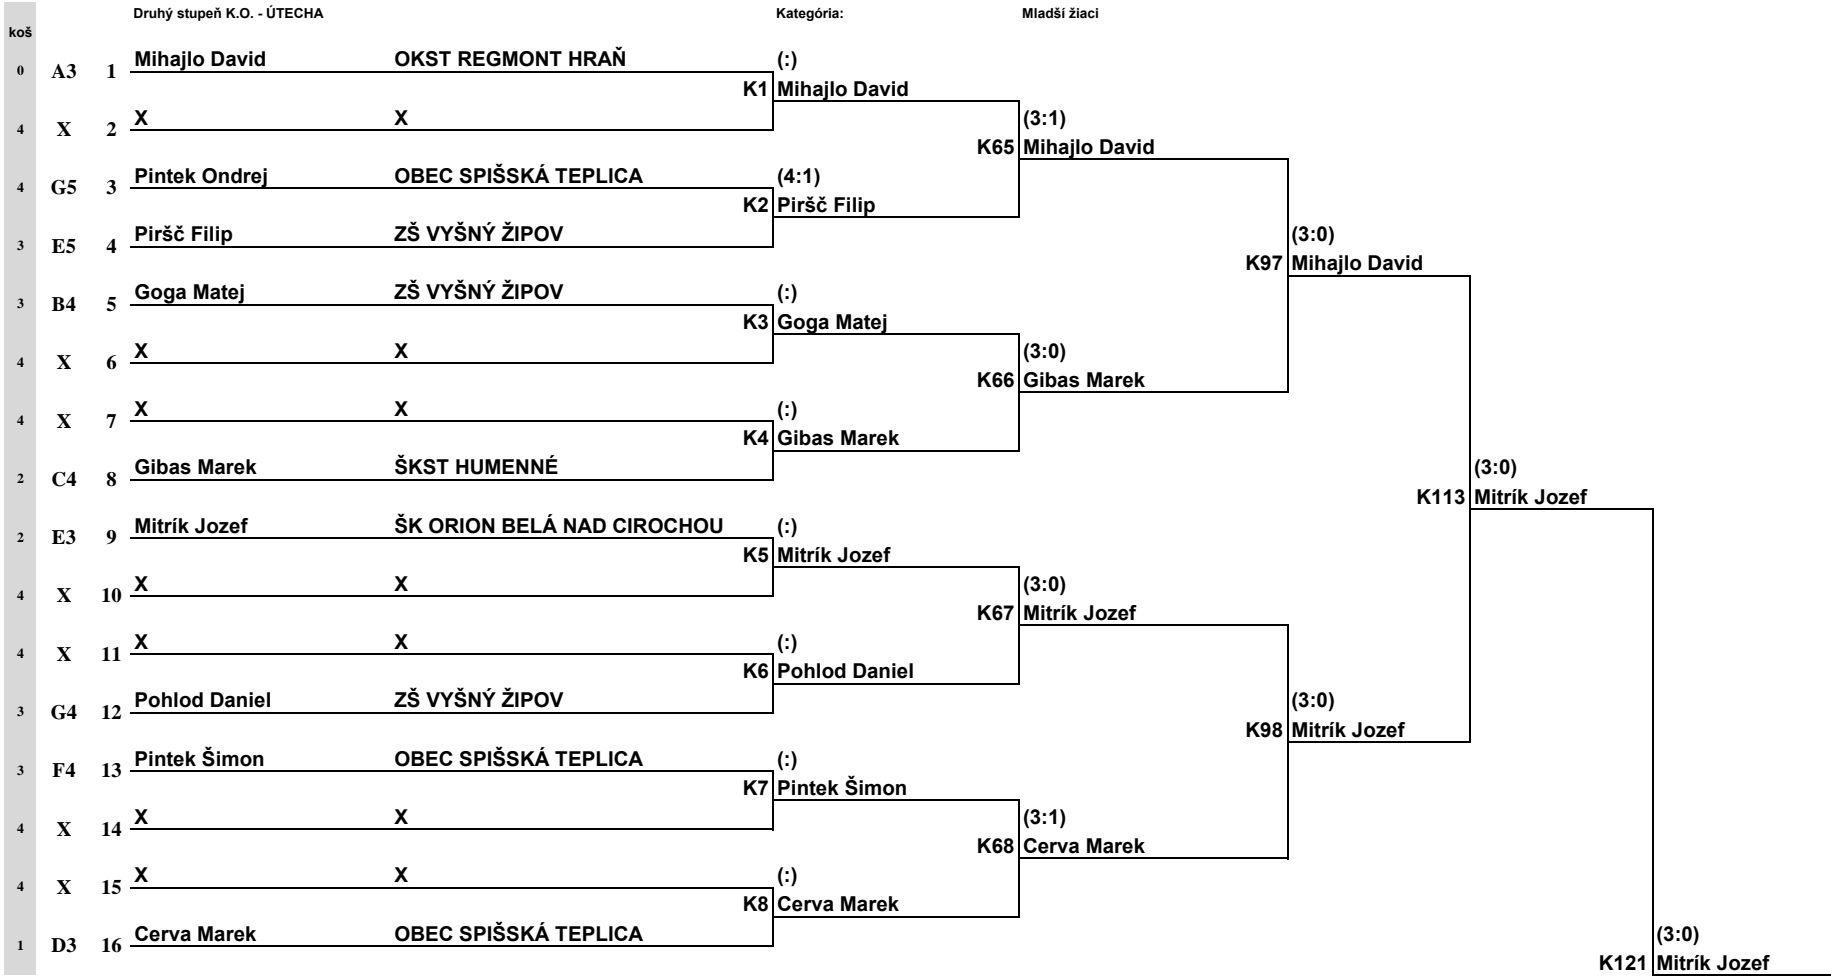 Druhý stupeň K.O. - ÚTECHA Kategória: Mladší žiaci
koš
Mihajlo David OKST REGMONT HRAŇ (:)
0 A3 1
K1 Mihajlo David
X X (3:1)
4 X 2
K65 Mihajlo David
Pintek Ondrej OBEC SPIŠSKÁ TEPLICA (4:1)
4 G5 3
K2 Piršč Filip
Piršč Filip ZŠ VYŠNÝ ŽIPOV (3:0)
3 E5 4
K97 Mihajlo David
Goga Matej ZŠ VYŠNÝ ŽIPOV (:)
3 B4 5
K3 Goga Matej
X X (3:0)
4 X 6
K66 Gibas Marek
X X (:)
4 X 7
K4 Gibas Marek
Gibas Marek ŠKST HUMENNÉ (3:0)
2 C4 8
K113 Mitrík Jozef
Mitrík Jozef ŠK ORION BELÁ NAD CIROCHOU (:)
2 E3 9
K5 Mitrík Jozef
X X (3:0)
4 X 10
K67 Mitrík Jozef
X X (:)
4 X 11
K6 Pohlod Daniel
Pohlod Daniel ZŠ VYŠNÝ ŽIPOV (3:0)
3 G4 12
K98 Mitrík Jozef
Pintek Šimon OBEC SPIŠSKÁ TEPLICA (:)
3 F4 13
K7 Pintek Šimon
X X (3:1)
4 X 14
K68 Cerva Marek
X X (:)
4 X 15
K8 Cerva Marek
Cerva Marek OBEC SPIŠSKÁ TEPLICA (3:0)
1 D3 16
K121 Mitrík Jozef